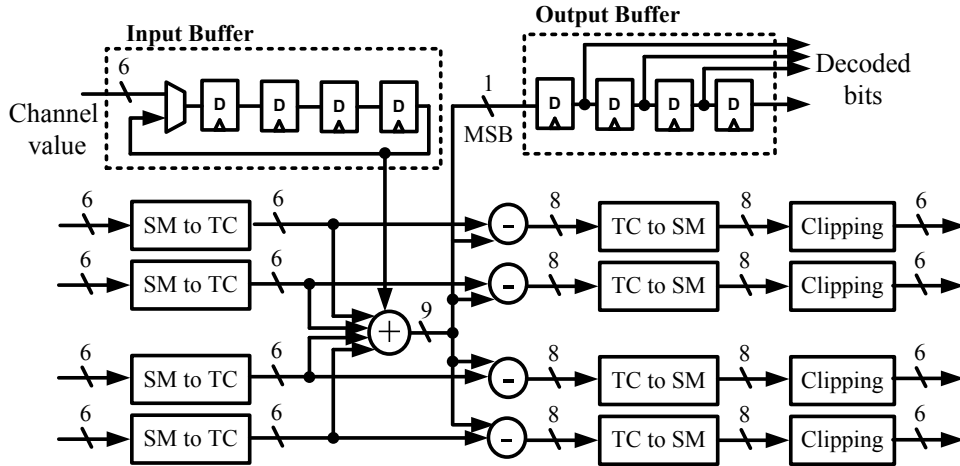 Input Buffer
Output Buffer
6
Channel
value
D D D D
1
MSB
D D D D
Decoded
bits
6 SM to TC 6 - 8 TC to SM 8 Clipping 6
6 SM to TC 6 - 8 TC to SM 8 Clipping 6
+ 9
6 SM to TC 6 - 8 TC to SM 8 Clipping 6
6 SM to TC 6 - 8 TC to SM 8 Clipping 6